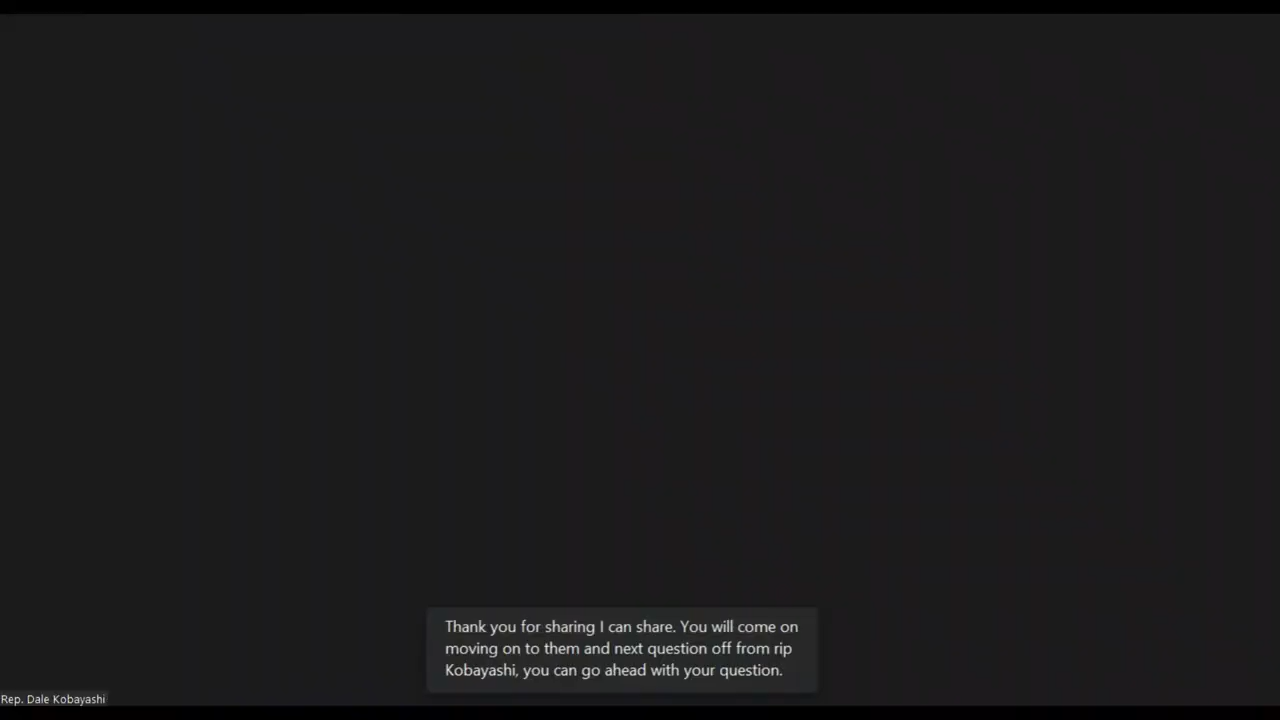 Thank you for sharing I can share. You will come on
moving on to them and next question off from rip
Kobayashi, you can go ahead with your question.
Rep. Dale Kobayashi